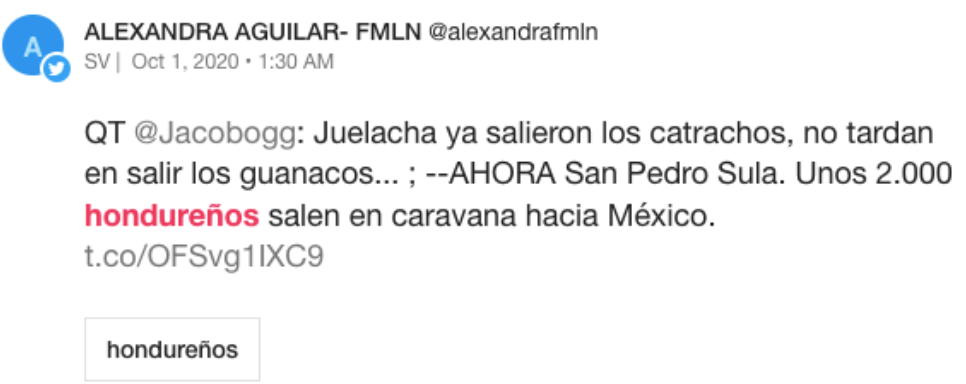 A
ALEXANDRA AGUILAR- FMLN @alexandrafmln
SV | Oct 1, 2020 • 1:30 AM
QT @Jacobogg: Juelacha ya salieron los catrachos, no tardan
en salir los guanacos... ; --AHORA San Pedro Sula. Unos 2.000
hondureños salen en caravana hacia México.
t.co/OFSvg1IXC9
hondureños